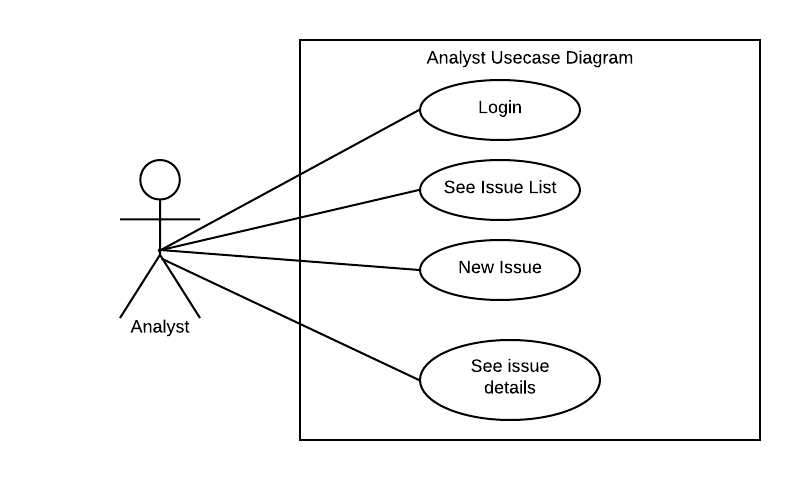 Analyst Usecase Diagram
Login
See Issue List
New Issue
See issue
details
Analyst